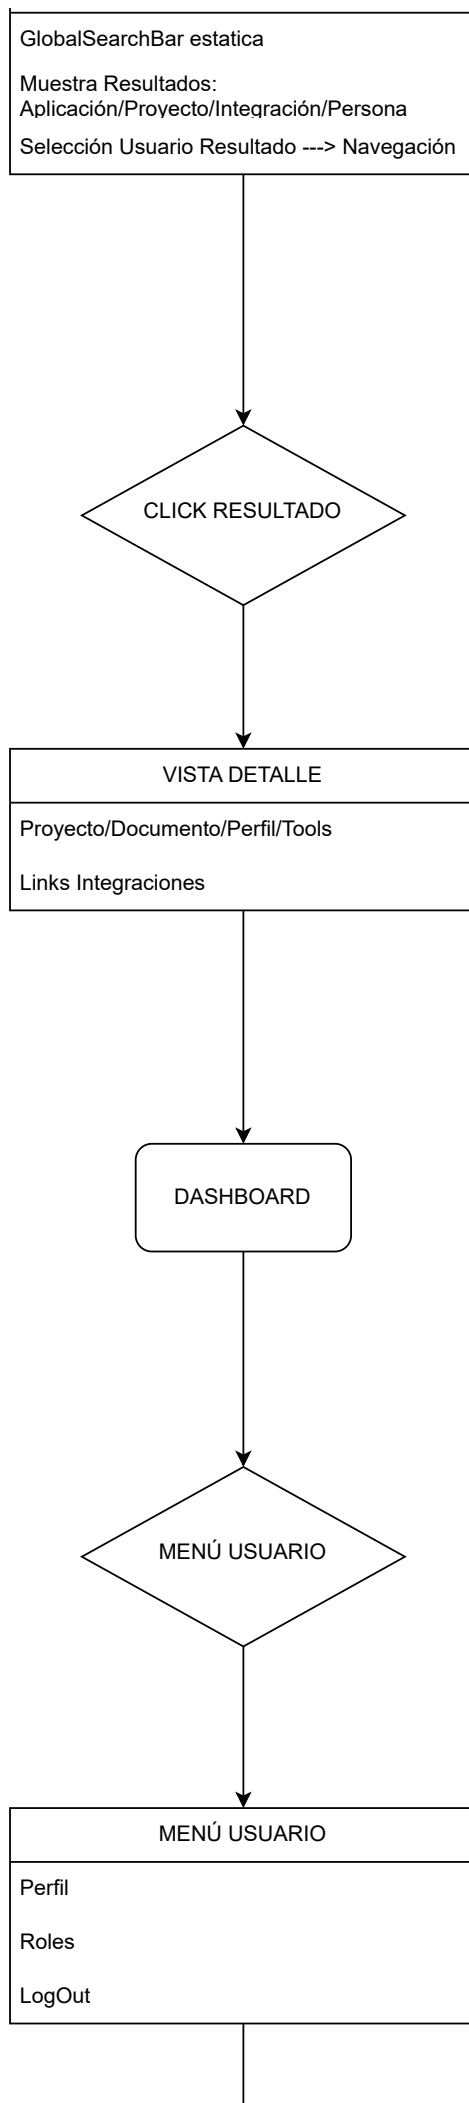 GlobalSearchBar estatica
Muestra Resultados:
Aplicación/Proyecto/Integración/Persona
Selección Usuario Resultado ---> Navegación
CLICK RESULTADO
VISTA DETALLE
Proyecto/Documento/Perfil/Tools
Links Integraciones
DASHBOARD
MENÚ USUARIO
MENÚ USUARIO
Perfil
Roles
LogOut